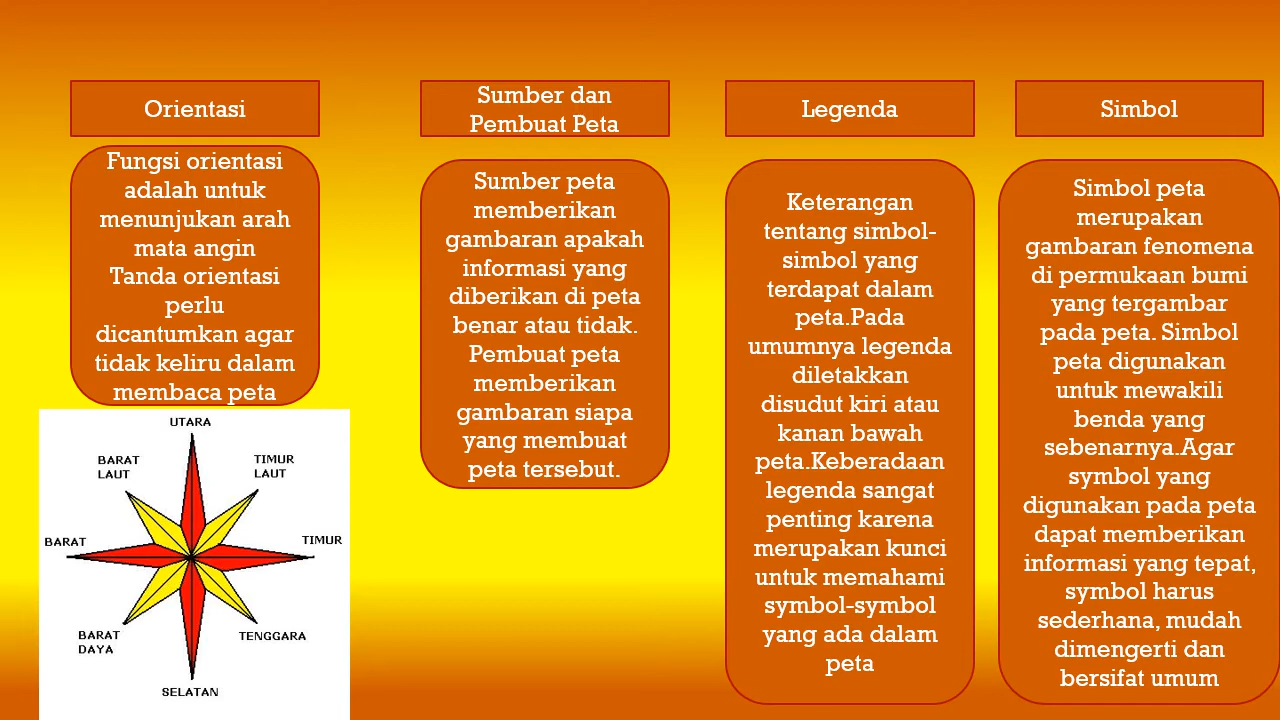 Orientasi
Fungsi orientasi
adalah untuk
menunjukan arah
mata angin
Tanda orientasi
perlu
dicantumkan agar
tidak keliru dalam
membaca peta
UTARA
BARAT
LAUT
TIMUR
LAUT
BARAT
TIMUR
BARAT
DAYA
TENGGARA
SELATAN
Sumber dan
Pembuat Peta
Sumber peta
memberikan
gambaran apakah
informasi yang
diberikan di peta
benar atau tidak.
Pembuat peta
memberikan
gambaran siapa
yang membuat
peta tersebut.
Legenda
Keterangan
tentang simbol-
simbol yang
terdapat dalam
peta.Pada
umumnya legenda
diletakkan
disudut kiri atau
kanan bawah
peta.Keberadaan
legenda sangat
penting karena
merupakan kunci
untuk memahami
symbol-symbol
yang ada dalam
peta
Simbol
Simbol peta
merupakan
gambaran fenomena
di permukaan bumi
yang tergambar
pada peta. Simbol
peta digunakan
untuk mewakili
benda yang
sebenarnya.Agar
symbol yang
digunakan pada peta
dapat memberikan
informasi yang tepat,
symbol harus
sederhana, mudah
dimengerti dan
bersifat umum